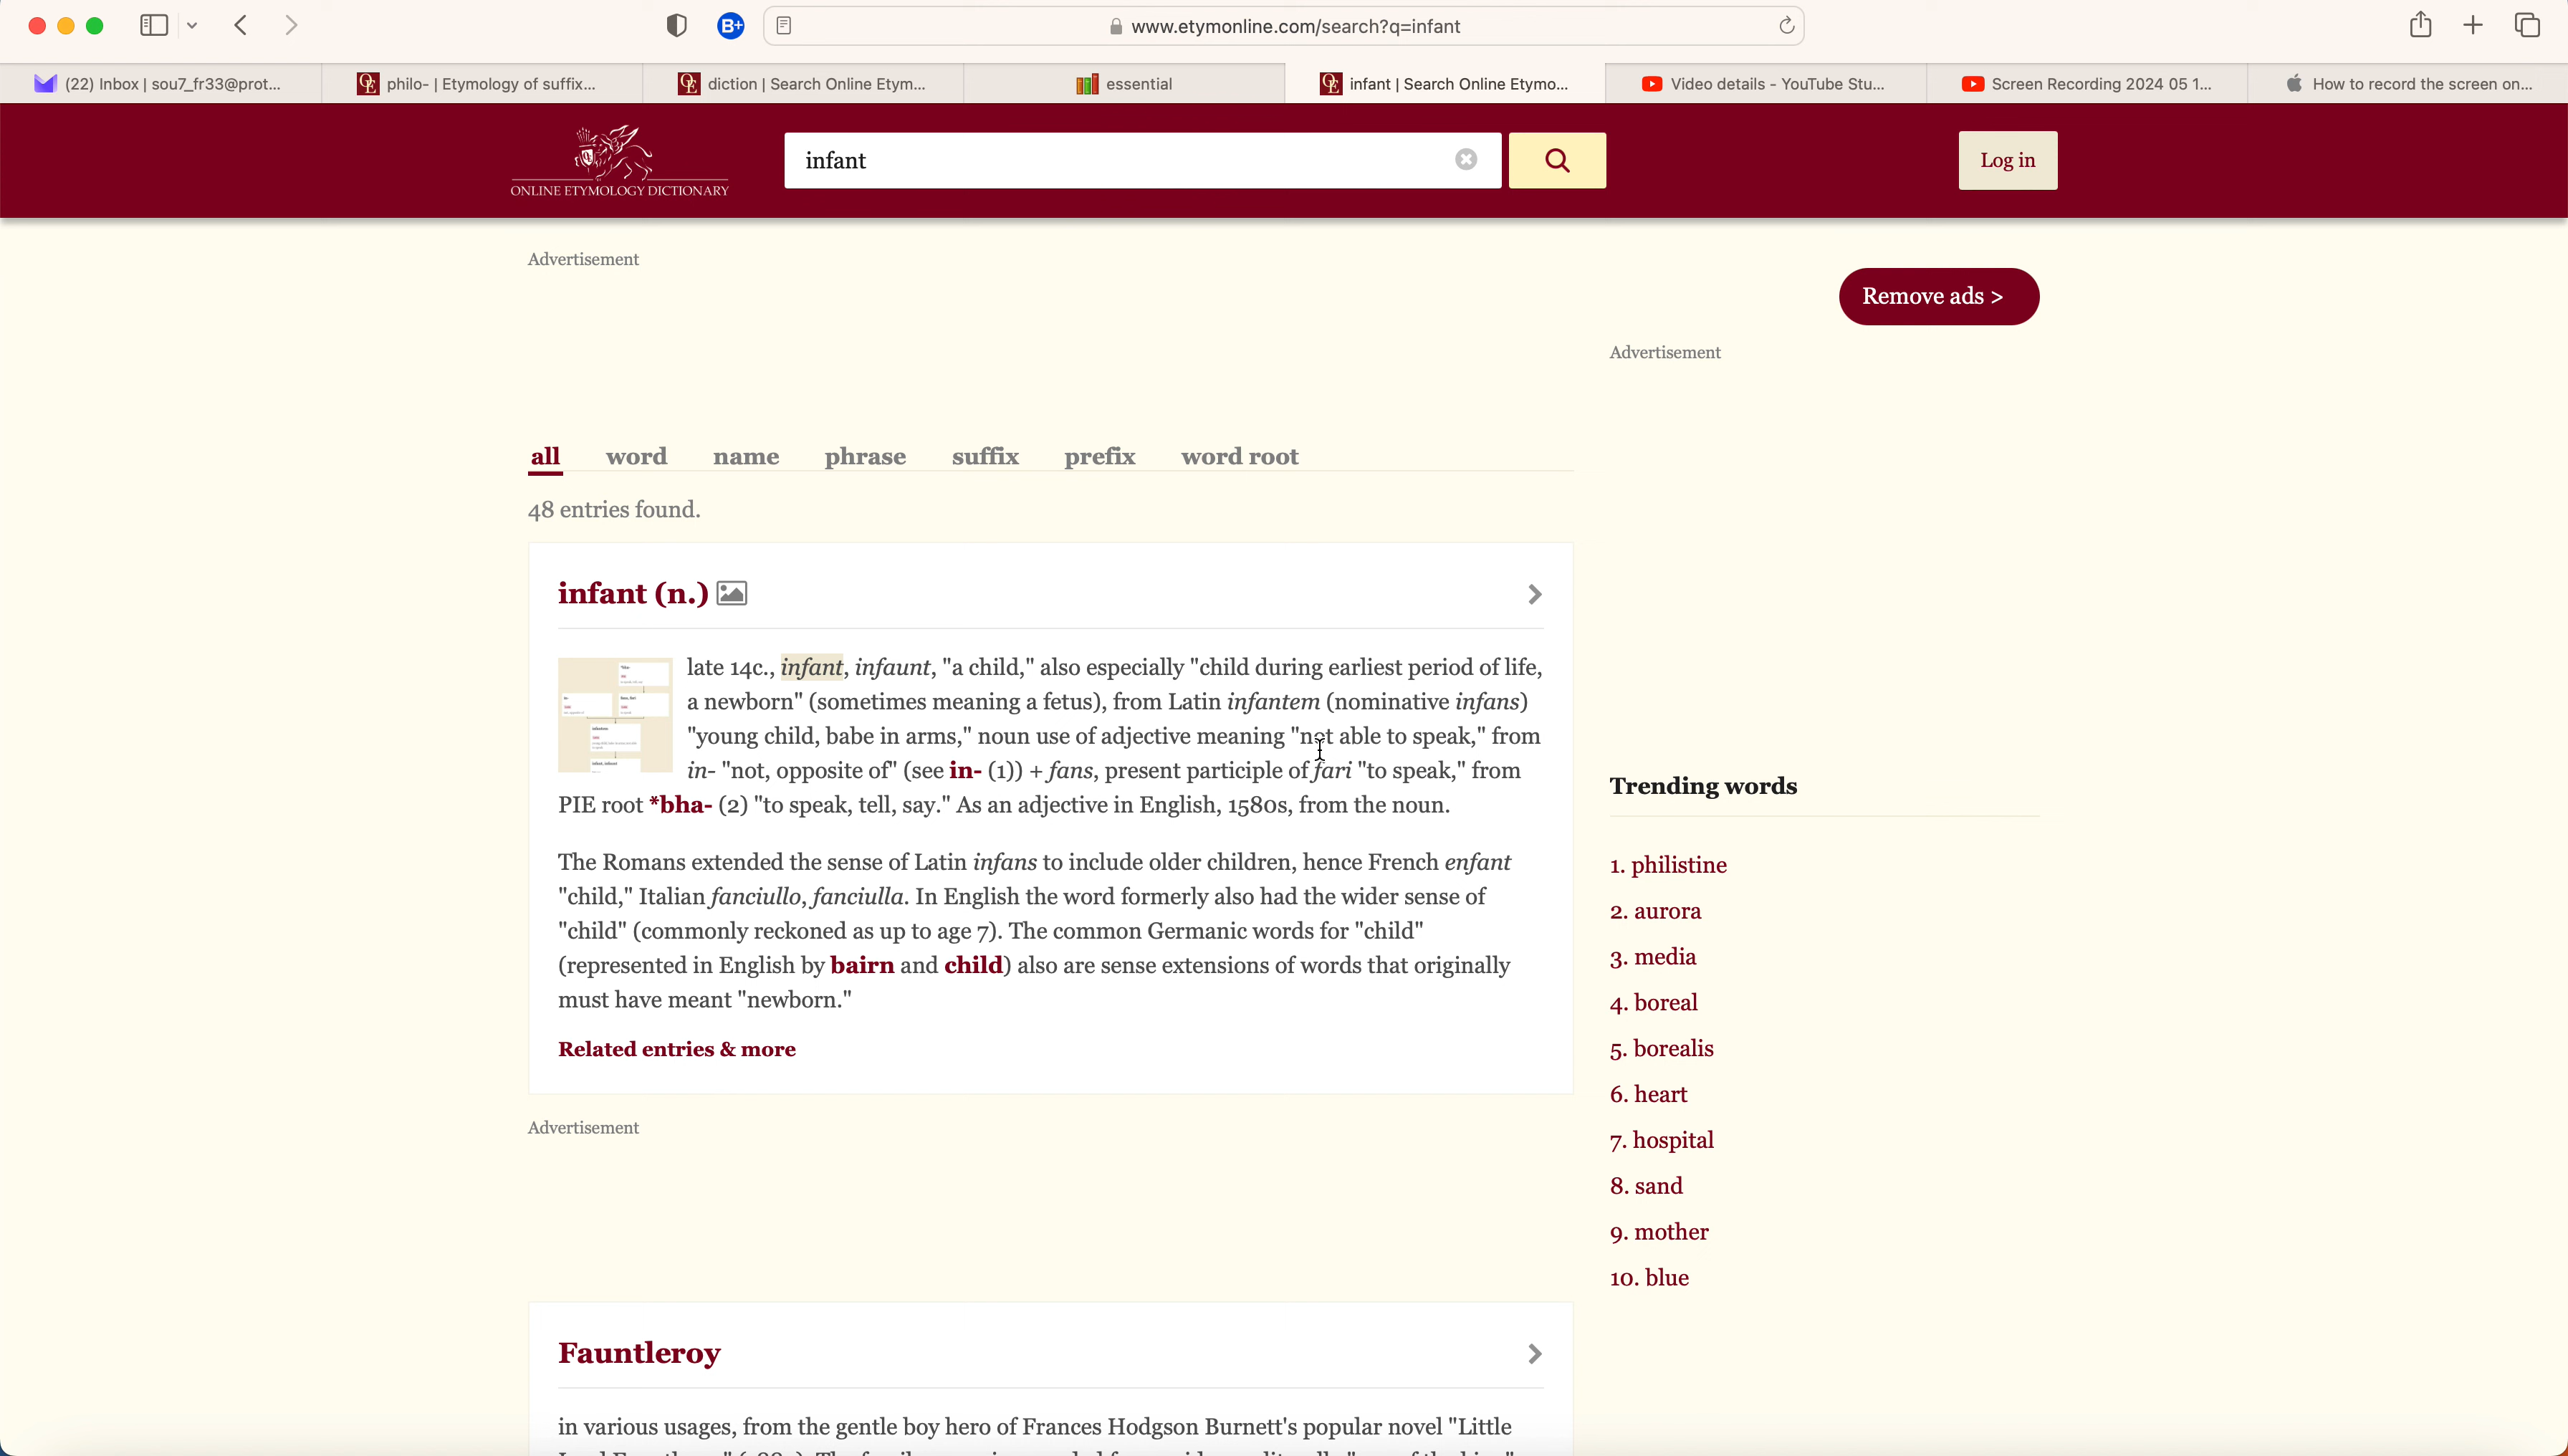 www.etymonline.com/search?q=infant
(22) Inbox | sou7_fr33@prot...
philo- | Etymology of suffix...
diction | Search Online Etym...
essential
infant | Search Online Etymo...
Video details - YouTube Stu...
Screen Recording 2024 05 1...
How to record the screen on...
ONLINE ETYMOLOGY DICTIONARY
infant
Log in
Advertisement
Remove ads >
Advertisement
all word name phrase suffix prefix word root
48 entries found.
infant (n.)
late 14c., infant, infaunt, "a child," also especially "child during earliest period of life,
a newborn" (sometimes meaning a fetus), from Latin infantem (nominative infans)
"young child, babe in arms," noun use of adjective meaning "not able to speak," from
in- "not, opposite of" (see in- (1)) + fans, present participle of fari "to speak," from
PIE root *bha- (2) "to speak, tell, say." As an adjective in English, 1580s, from the noun.
The Romans extended the sense of Latin infans to include older children, hence French enfant
"child," Italian fanciullo, fanciulla. In English the word formerly also had the wider sense of
"child" (commonly reckoned as up to age 7). The common Germanic words for "child"
(represented in English by bairn and child) also are sense extensions of words that originally
must have meant "newborn."
Related entries & more
Advertisement
Trending words
1. philistine
2. aurora
3. media
4. boreal
5. borealis
6. heart
7. hospital
8. sand
9. mother
10. blue
Fauntleroy
in various usages, from the gentle boy hero of Frances Hodgson Burnett's popular novel "Little